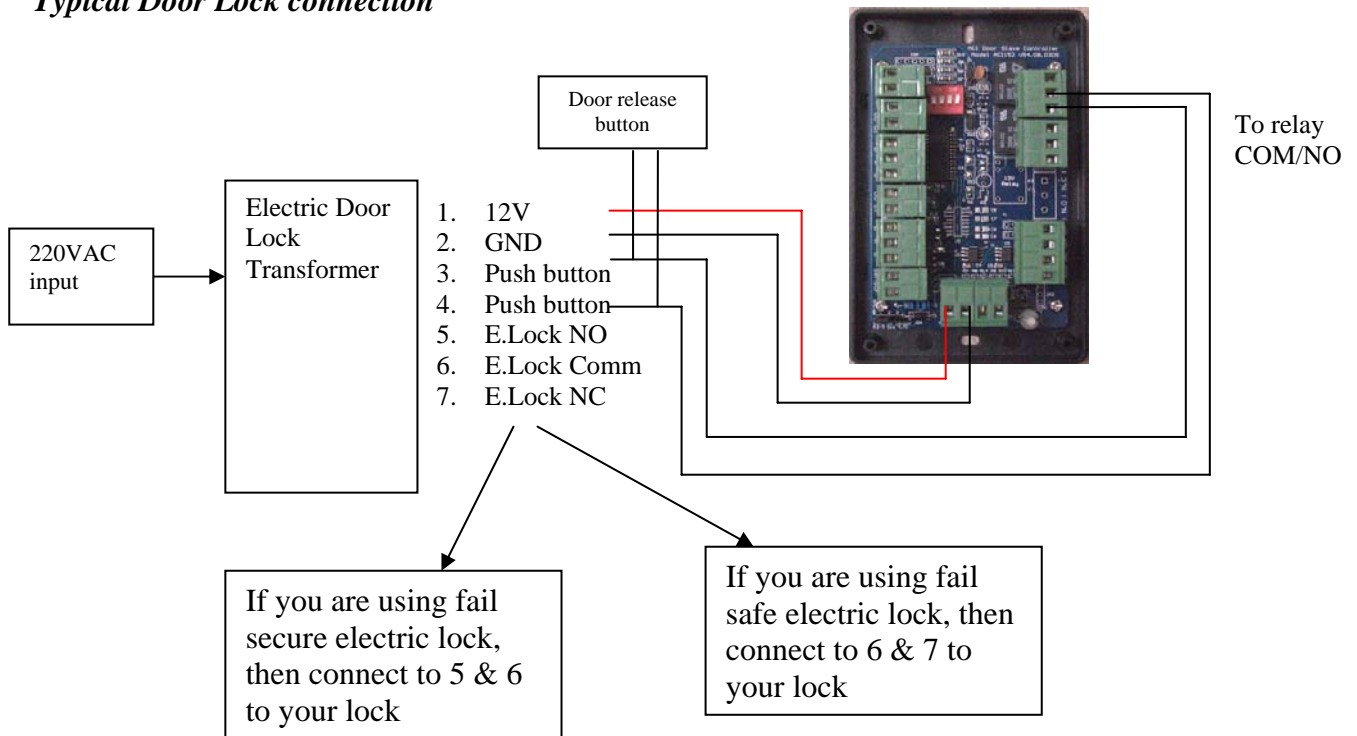 Typical Door Lock connection
Door release
button
To relay
COM/NO
220VAC
input
Electric Door
Lock
Transformer
1. 12V
2. GND
3. Push button
4. Push button
5. E.Lock NO
6. E.Lock Comm
7. E.Lock NC
If you are using fail
secure electric lock,
then connect to 5 & 6
to your lock
If you are using fail
safe electric lock, then
connect to 6 & 7 to
your lock